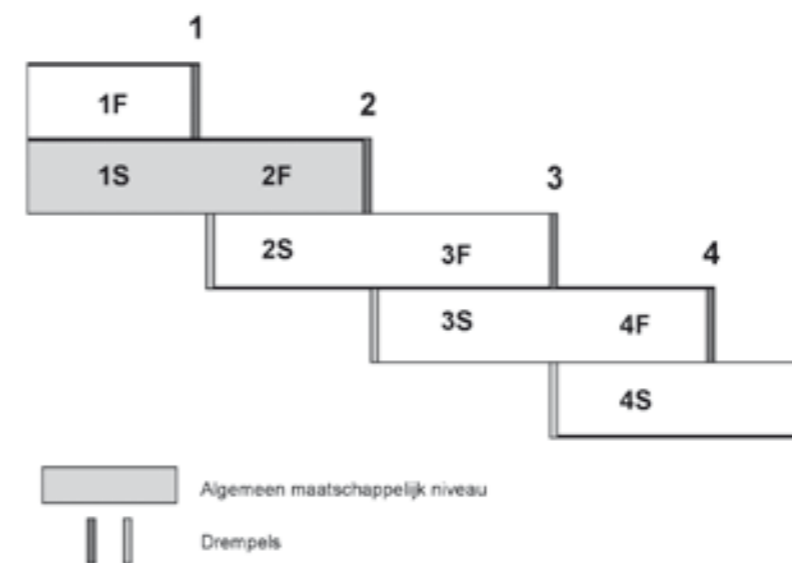 1
1F
2
1S 2F
3
2S 3F
4
3S 4F
4S
Algemeen maatschappelijk niveau
Drempels